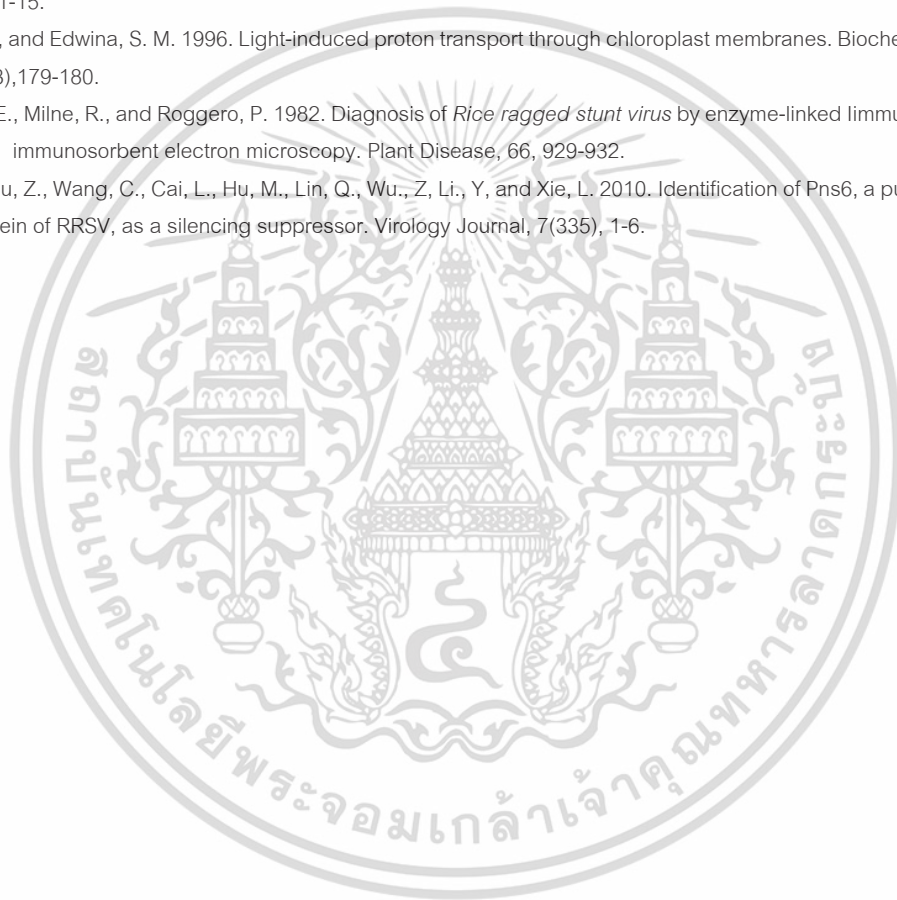 1-15.
, and Edwina, S. M. 1996. Light-induced proton transport through chloroplast membranes. Bioche
),179-180.
E., Milne, R., and Roggero, P. 1982. Diagnosis of Rice ragged stunt virus by enzyme-linked Iimmu
immunosorbent electron microscopy. Plant Disease, 66, 929-932.
u, Z., Wang, C., Cai, L., Hu, M., Lin, Q., Wu., Z, Li., Y, and Xie, L. 2010. Identification of Pns6, a pu
ein of RRSV, as a silencing suppressor. Virology Journal, 7(335), 1-6.
๔
สถาบันเทคโนโลยีพระจอมเกล้าเจ้าคุณทหารลาดกระบัง